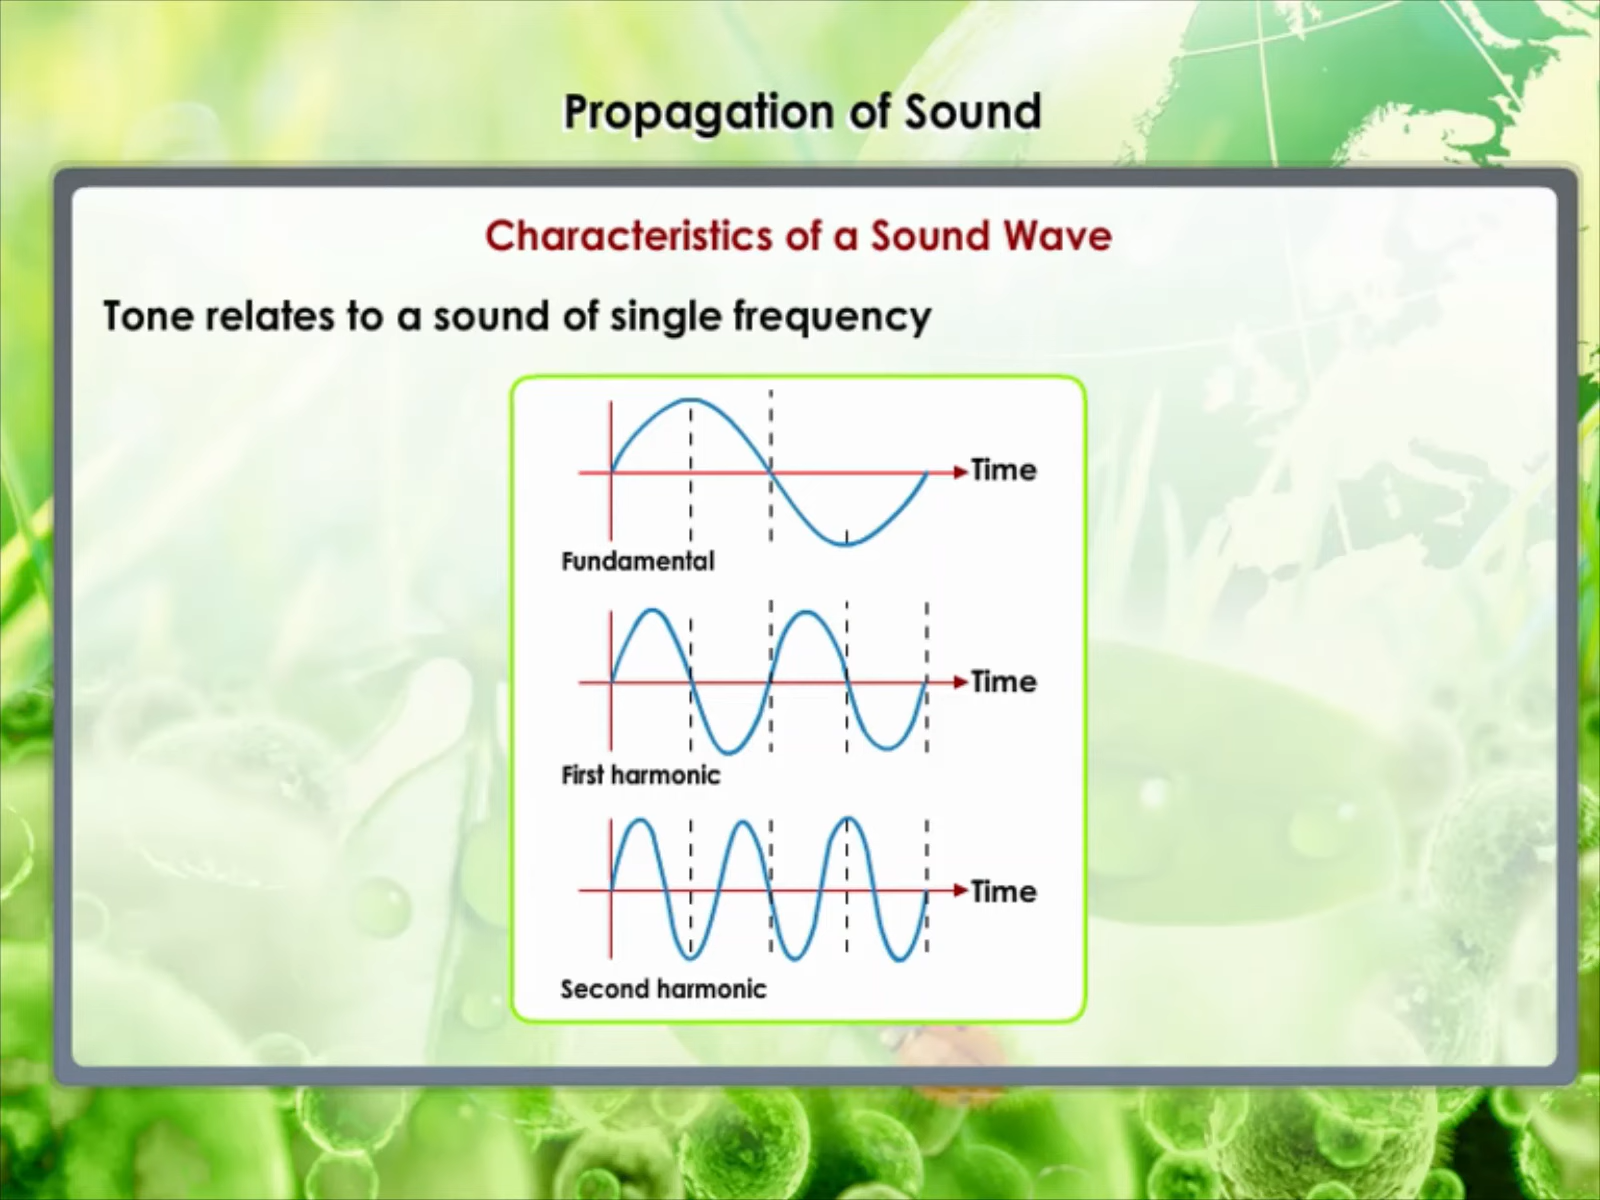 Propagation of Sound
Characteristics of a Sound Wave
Tone relates to a sound of single frequency
Time
Fundamental
Time
First harmonic
Time
Second harmonic